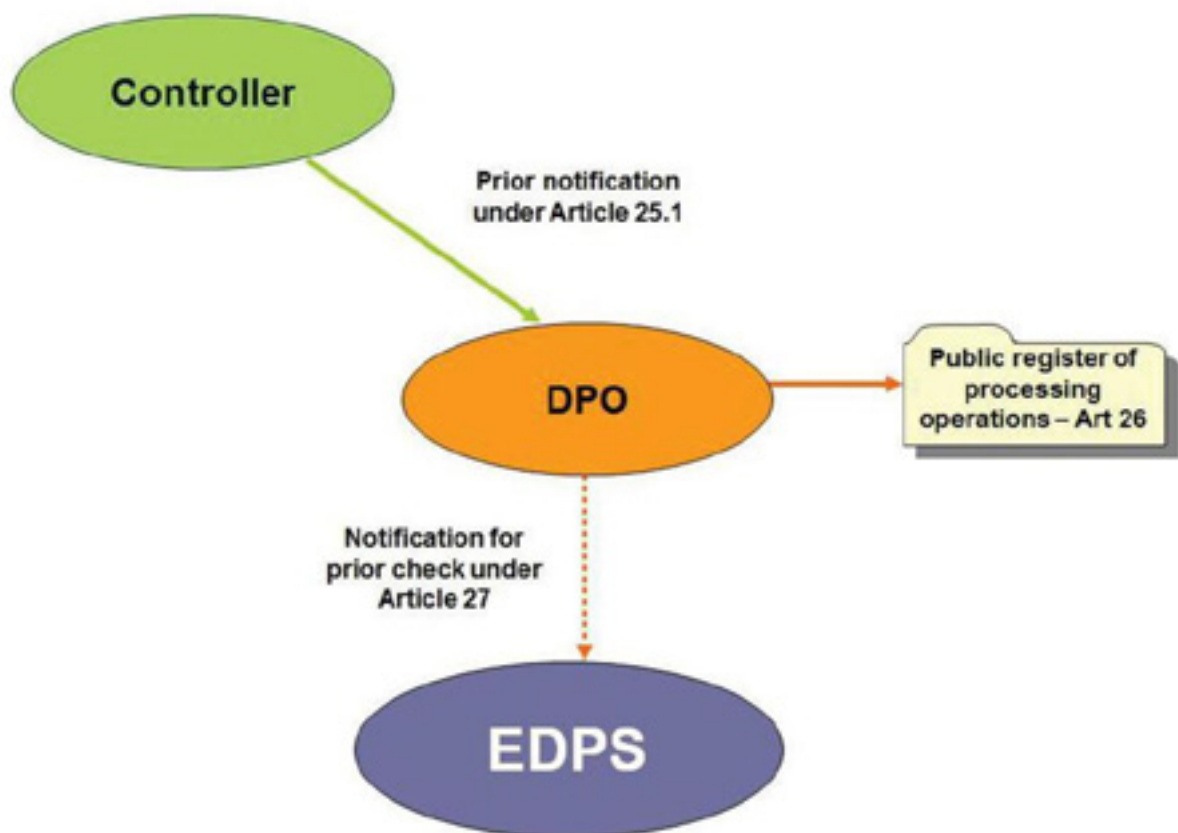 Controller
Prior notification
under Article 25.1
DPO
Public register of
processing
operations – Art 26
Notification for
prior check under
Article 27
EDPS